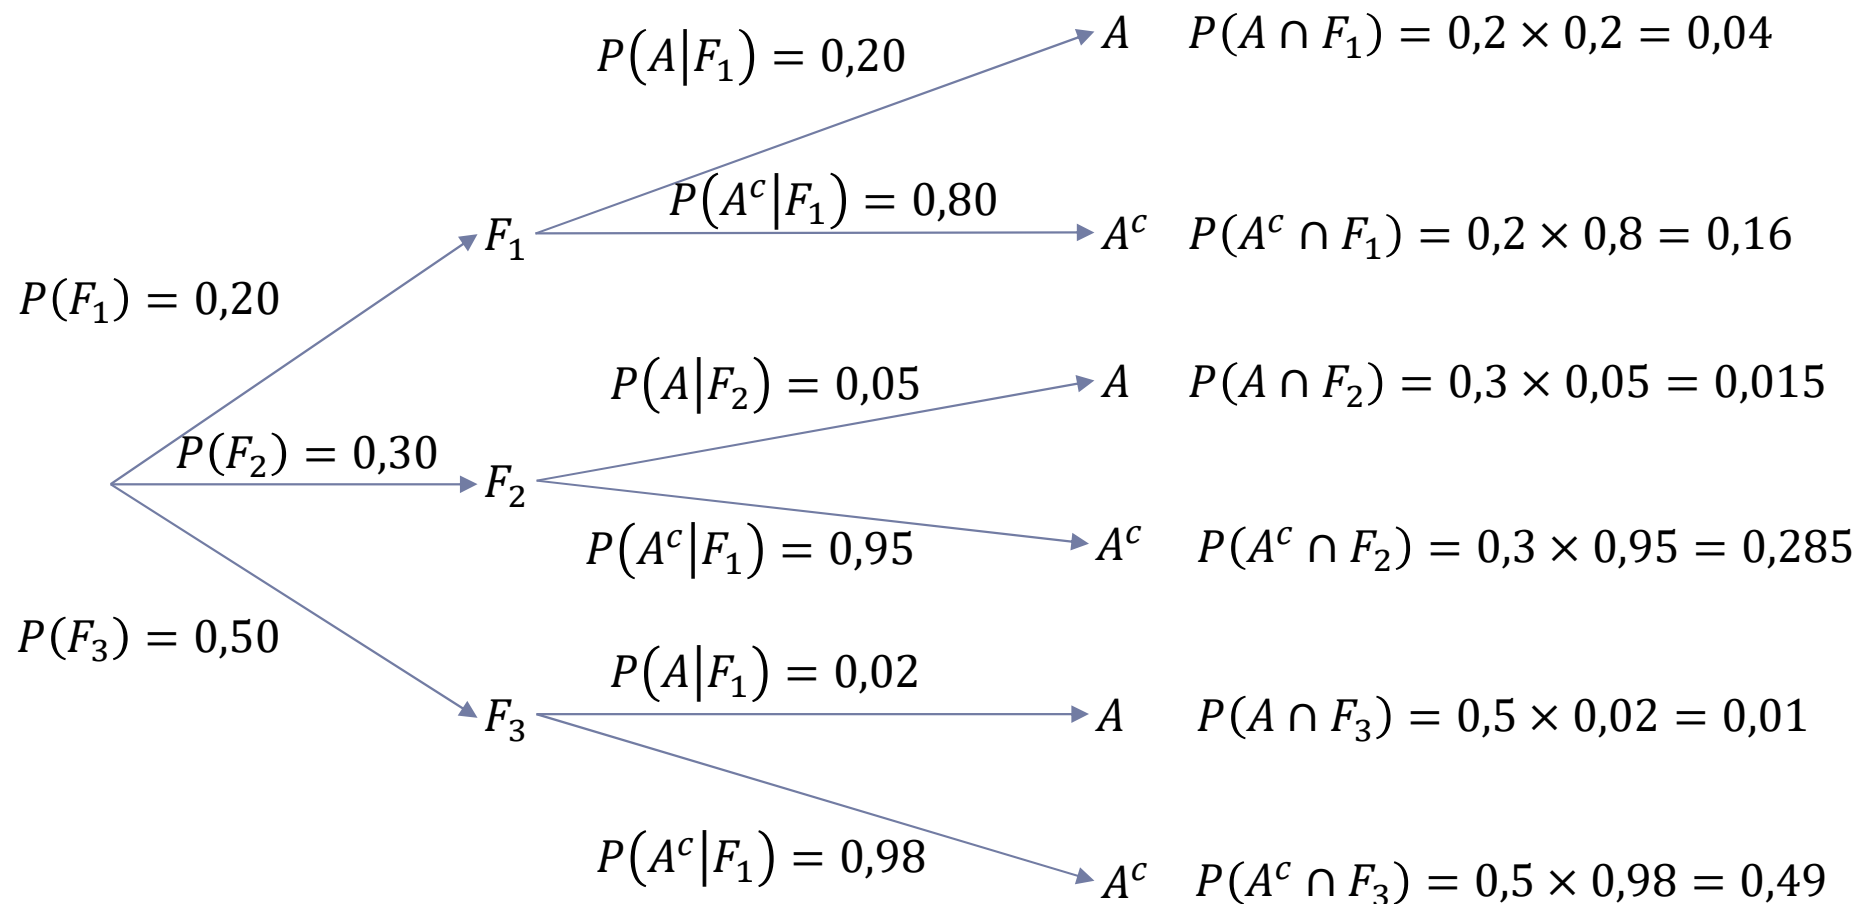 P(A|F₁) = 0,20
A P(A ∩ F₁) = 0,2 × 0,2 = 0,04
P(Aᶜ|F₁) = 0,80
F₁
Aᶜ P(Aᶜ ∩ F₁) = 0,2 × 0,8 = 0,16
P(F₁) = 0,20
P(A|F₂) = 0,05
A P(A ∩ F₂) = 0,3 × 0,05 = 0,015
P(F₂) = 0,30
F₂
P(Aᶜ|F₁) = 0,95
Aᶜ P(Aᶜ ∩ F₂) = 0,3 × 0,95 = 0,285
P(F₃) = 0,50
P(A|F₁) = 0,02
F₃
A P(A ∩ F₃) = 0,5 × 0,02 = 0,01
P(Aᶜ|F₁) = 0,98
Aᶜ P(Aᶜ ∩ F₃) = 0,5 × 0,98 = 0,49